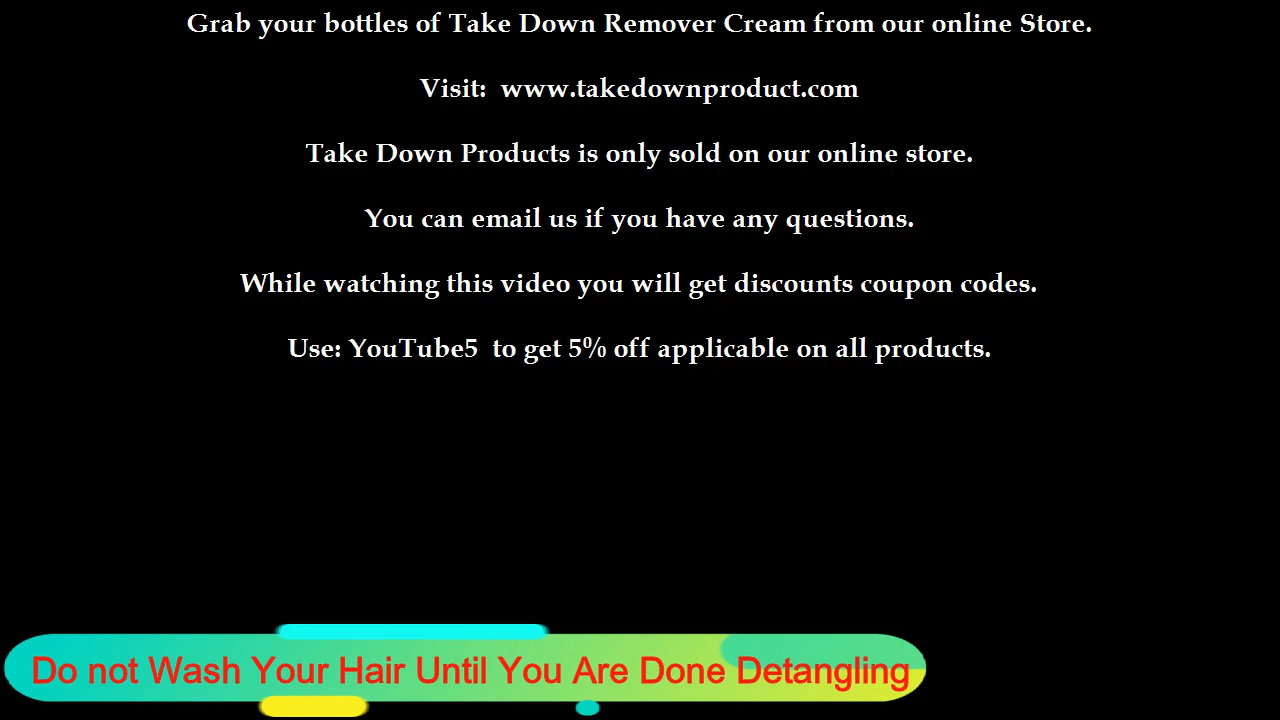 Grab your bottles of Take Down Remover Cream from our online Store.
Visit:  www.takedownproduct.com
Take Down Products is only sold on our online store.
You can email us if you have any questions.
While watching this video you will get discounts coupon codes.
Use: YouTube5  to get 5% off applicable on all products.
Do not Wash Your Hair Until You Are Done Detangling